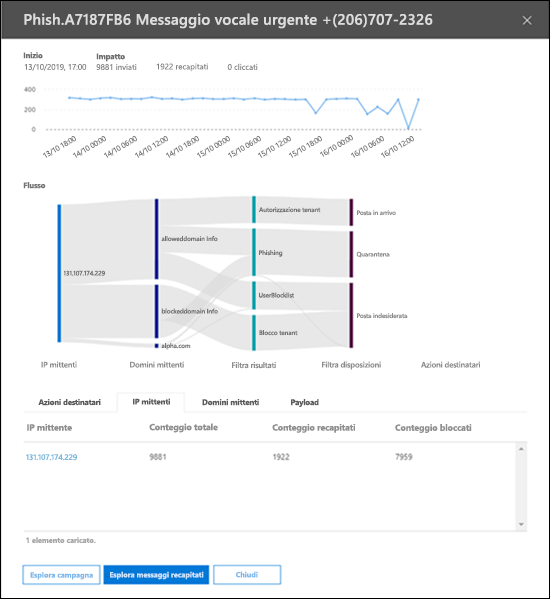 Phish.A7187FB6 Messaggio vocale urgente +(206)707-2326
Inizio Impatto
13/10/2019, 17:00 9881 inviati 1922 recapitati 0 cliccati
400
200
0
13/10 18:00 14/10 00:00 14/10 06:00 14/10 12:00 14/10 18:00 15/10 00:00 15/10 06:00 15/10 12:00 15/10 18:00 16/10 00:00 16/10 06:00 16/10 12:00
Flusso
131.107.174.229
alloweddomain Info
blockeddomain Info
alpha.com
Autorizzazione tenant
Phishing
UserBlocklist
Blocco tenant
Posta in arrivo
Quarantena
Posta indesiderata
IP mittenti Domini mittenti Filtra risultati Filtra disposizioni Azioni destinatari
Azioni destinatari IP mittenti Domini mittenti Payload
IP mittente Conteggio totale Conteggio recapitati Conteggio bloccati
131.107.174.229 9881 1922 7959
1 elemento caricato.
Esplora campagna Esplora messaggi recapitati Chiudi